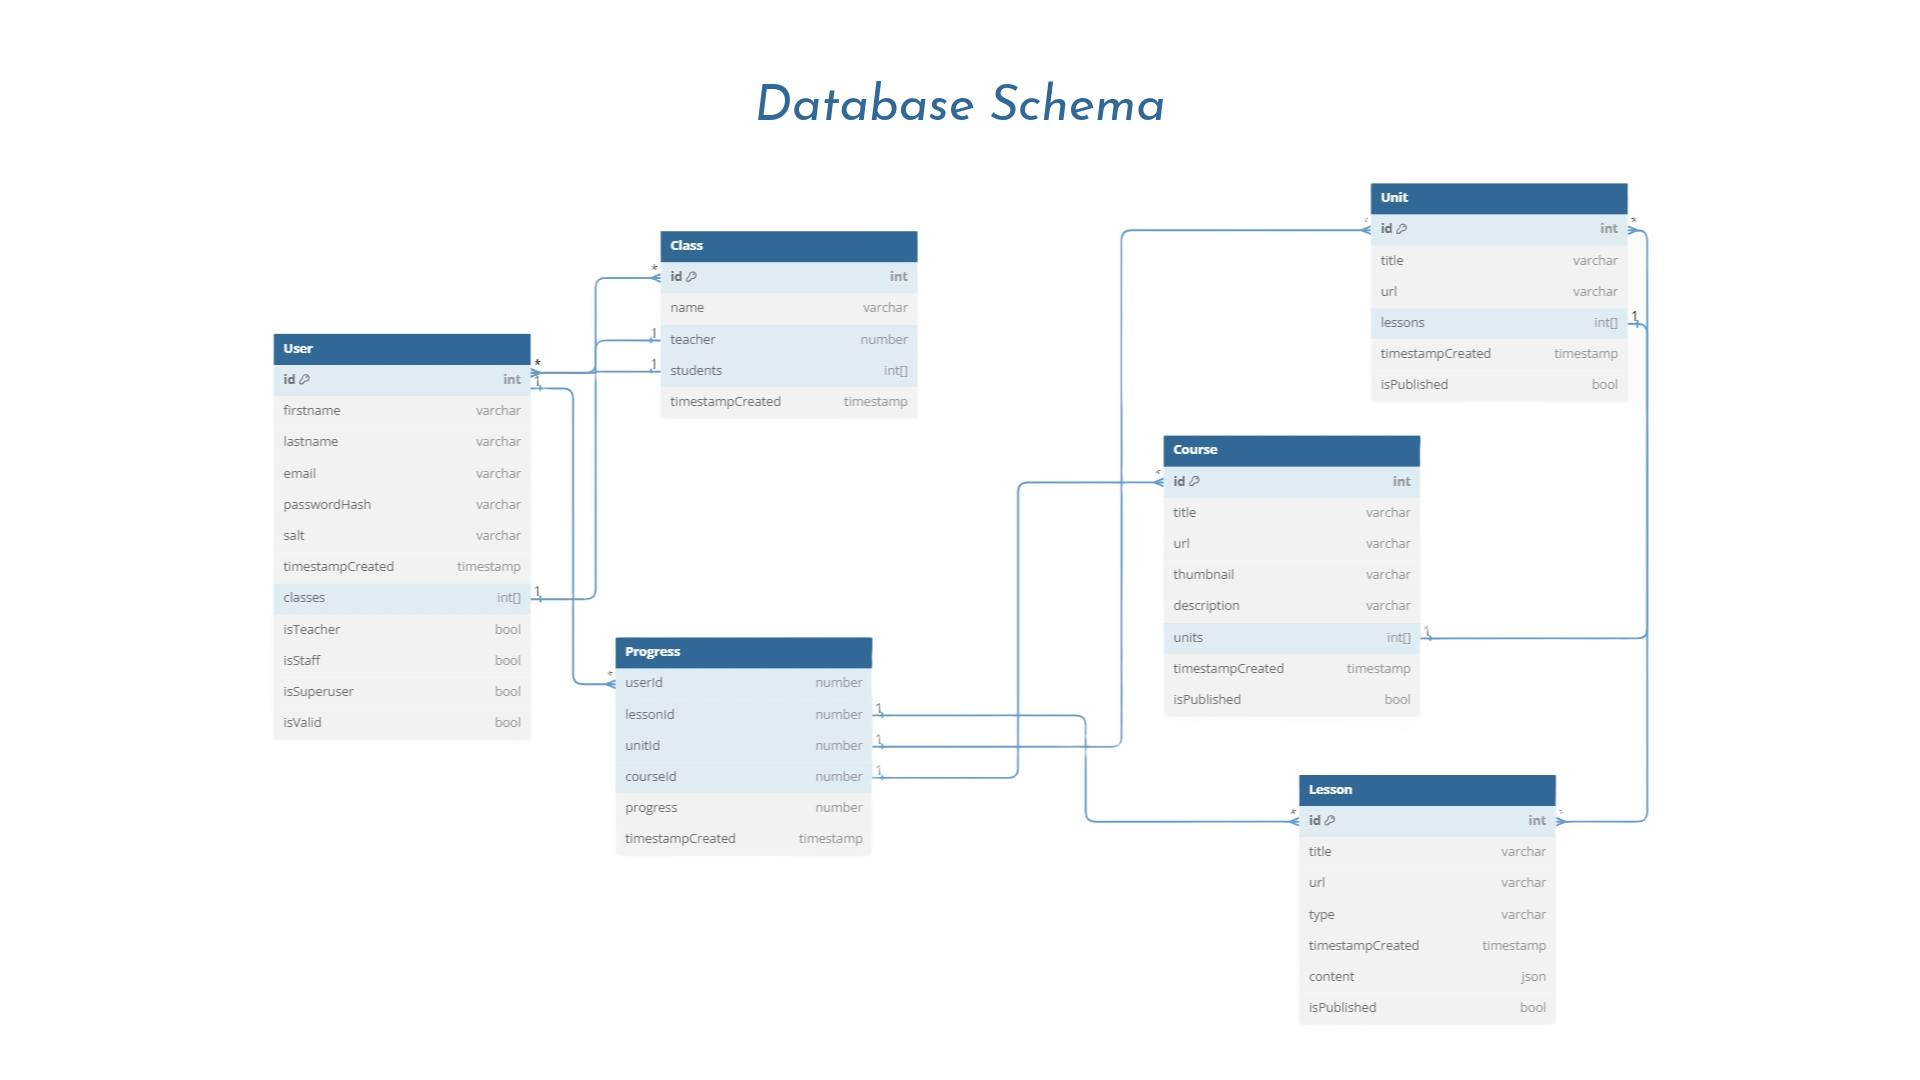 Database Schema
User
id int
firstname varchar
lastname varchar
email varchar
passwordHash varchar
salt varchar
timestampCreated timestamp
classes int[]
isTeacher bool
isStaff bool
isSuperuser bool
isValid bool
* 
1
1
Class
id int
name varchar
teacher number
students int[]
timestampCreated timestamp
*
1
1
Progress
userId number
lessonId number
unitId number
courseId number
progress number
timestampCreated timestamp
*
1
1
1
Unit
id int
title varchar
url varchar
lessons int[]
timestampCreated timestamp
isPublished bool
*
*
1
Course
id int
title varchar
url varchar
thumbnail varchar
description varchar
units int[]
timestampCreated timestamp
isPublished bool
*
1
Lesson
id int
title varchar
url varchar
type varchar
timestampCreated timestamp
content json
isPublished bool
*
*